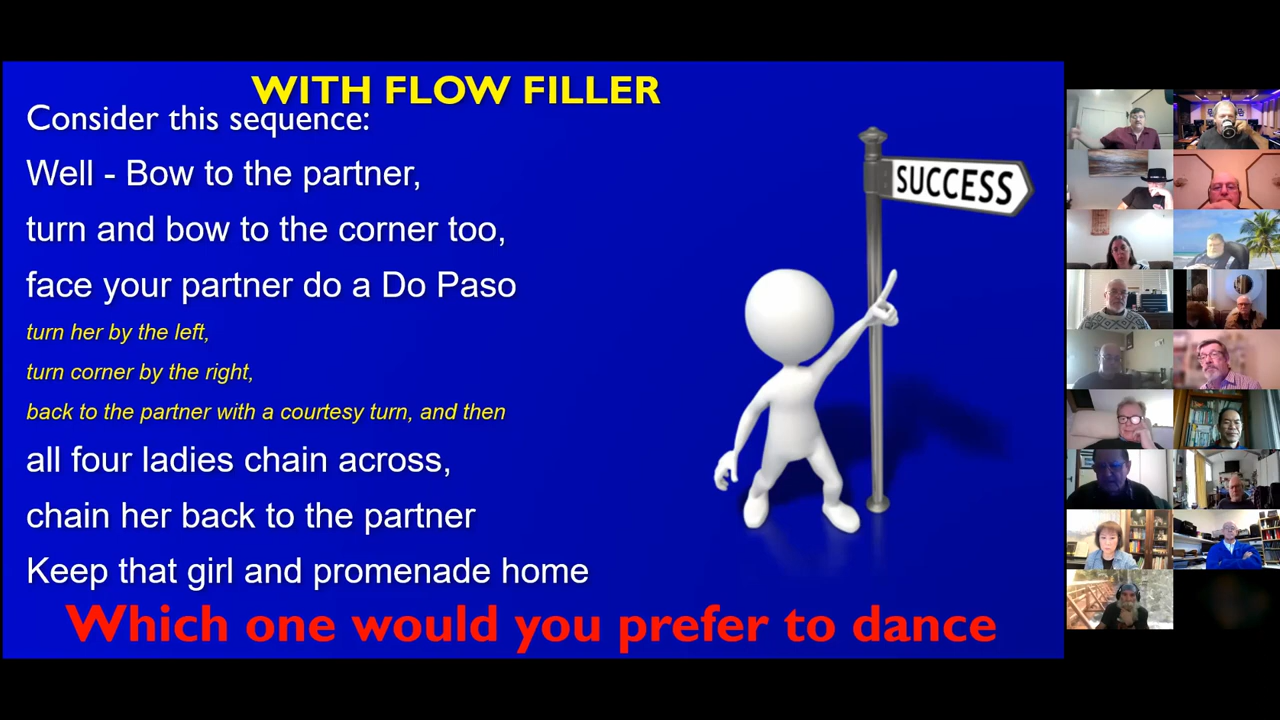 WITH FLOW FILLER
Consider this sequence:
Well - Bow to the partner,
turn and bow to the corner too,
face your partner do a Do Paso
turn her by the left,
turn corner by the right,
back to the partner with a courtesy turn, and then
all four ladies chain across,
chain her back to the partner
Keep that girl and promenade home
Which one would you prefer to dance
SUCCESS